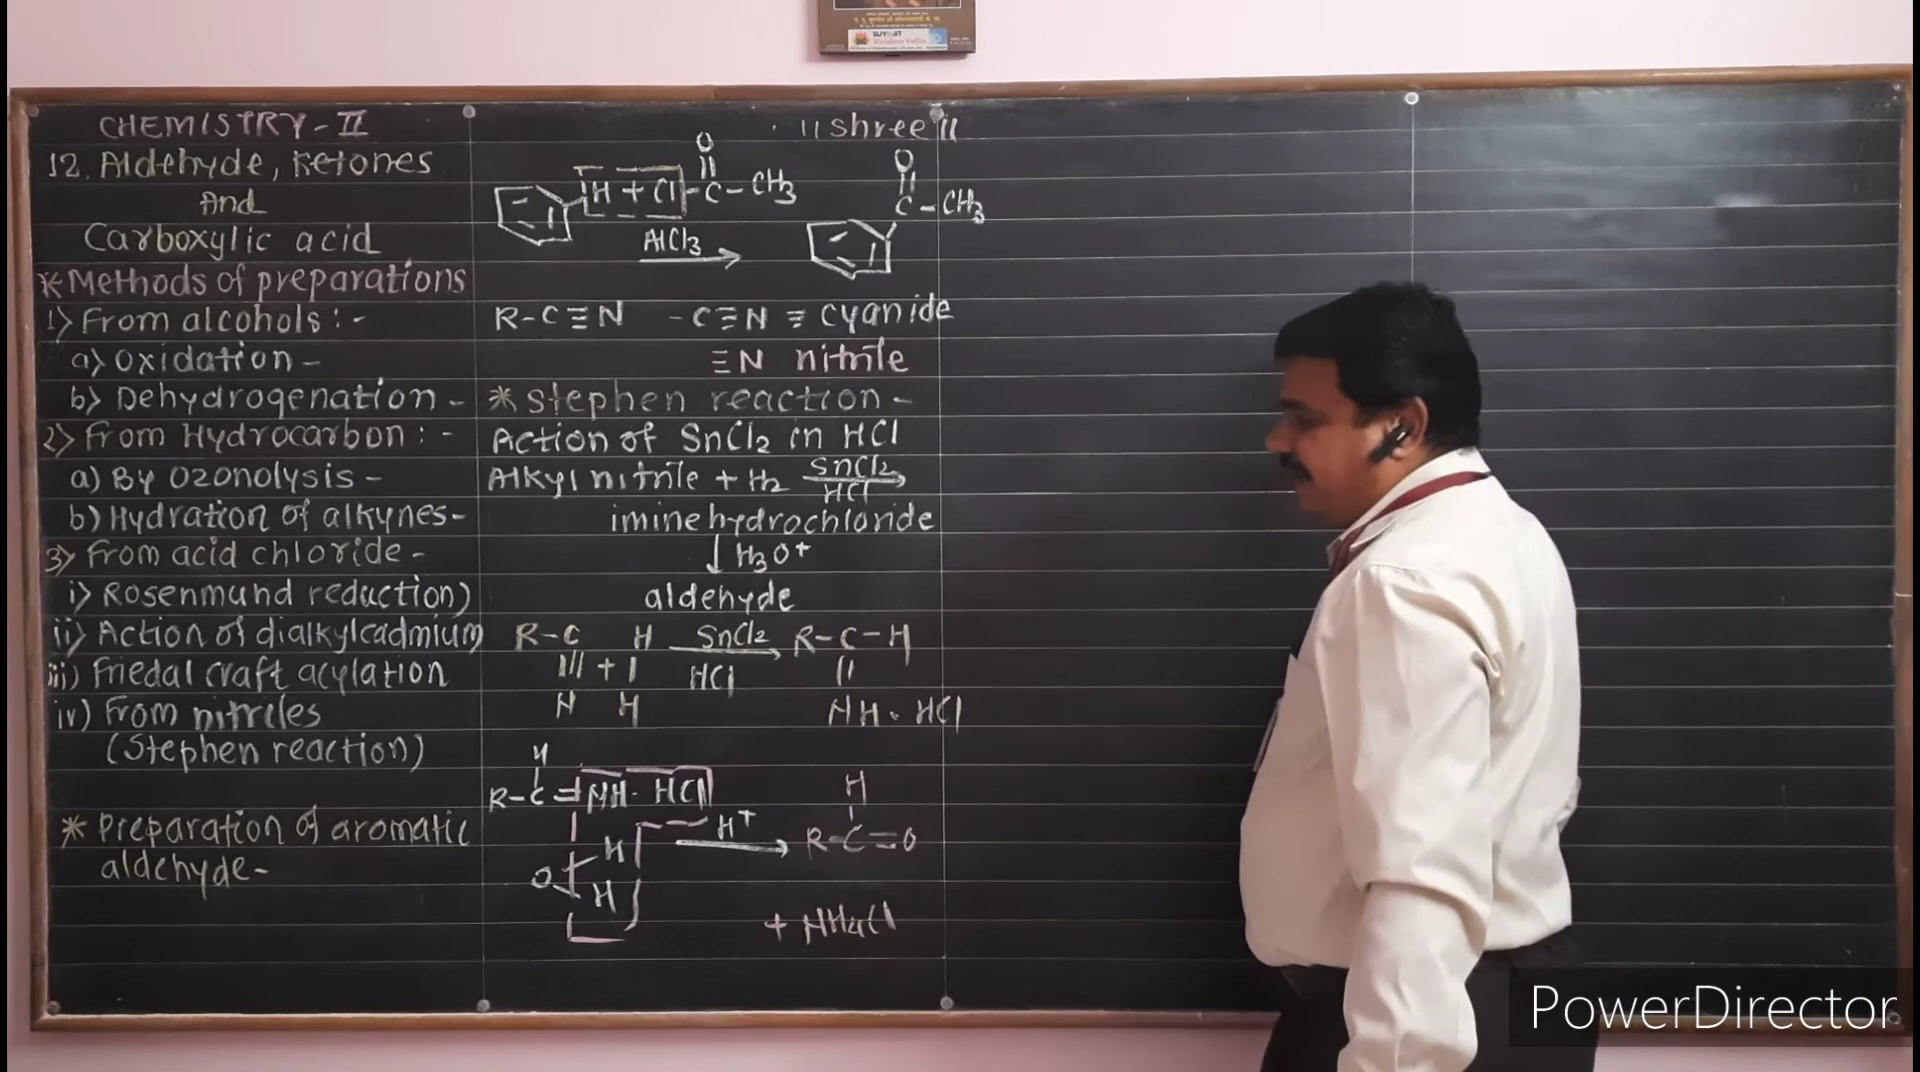 SUYOJIT
Viridian Valley
CHEMISTRY-II
12. Aldehyde, Ketones
And
Carboxylic acid
*Methods of preparations
1) From alcohols:-
a) Oxidation-
b) Dehydrogenation-
2) From Hydrocarbon:-
a) By Ozonolysis-
b) Hydration of alkynes-
3) From acid chloride-
i) Rosenmund reduction)
ii) Action of dialkylcadmium
iii) Friedal craft acylation
iv) From nitriles
(Stephen reaction)
* Preparation of aromatic
aldehyde-
॥ Shree ॥
O O
H + Cl - C - CH3 C - CH3
AlCl3
R-C≡N -C≡N ≡ cyanide
≡N nitrile
* Stephen reaction-
Action of SnCl2 in HCl
Alkyl nitrile + H2 SnCl2 →
HCl
imine hydrochloride
↓ H3O+
aldehyde
R-C H SnCl2 → R-C-H
||| + | HCl ||
N H NH. HCl
H
R-C = NH. HCl H
H H+ → R-C=O
O
H
+ NH4Cl
PowerDirector